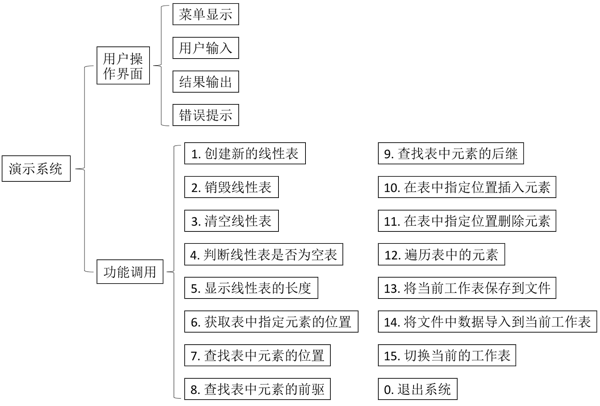 演示系统
用户操
作界面
菜单显示
用户输入
结果输出
错误提示
功能调用
1. 创建新的线性表
2. 销毁线性表
3. 清空线性表
4. 判断线性表是否为空表
5. 显示线性表的长度
6. 获取表中指定元素的位置
7. 查找表中元素的位置
8. 查找表中元素的前驱
9. 查找表中元素的后继
10. 在表中指定位置插入元素
11. 在表中指定位置删除元素
12. 遍历表中的元素
13. 将当前工作表保存到文件
14. 将文件中数据导入到当前工作表
15. 切换当前的工作表
0. 退出系统